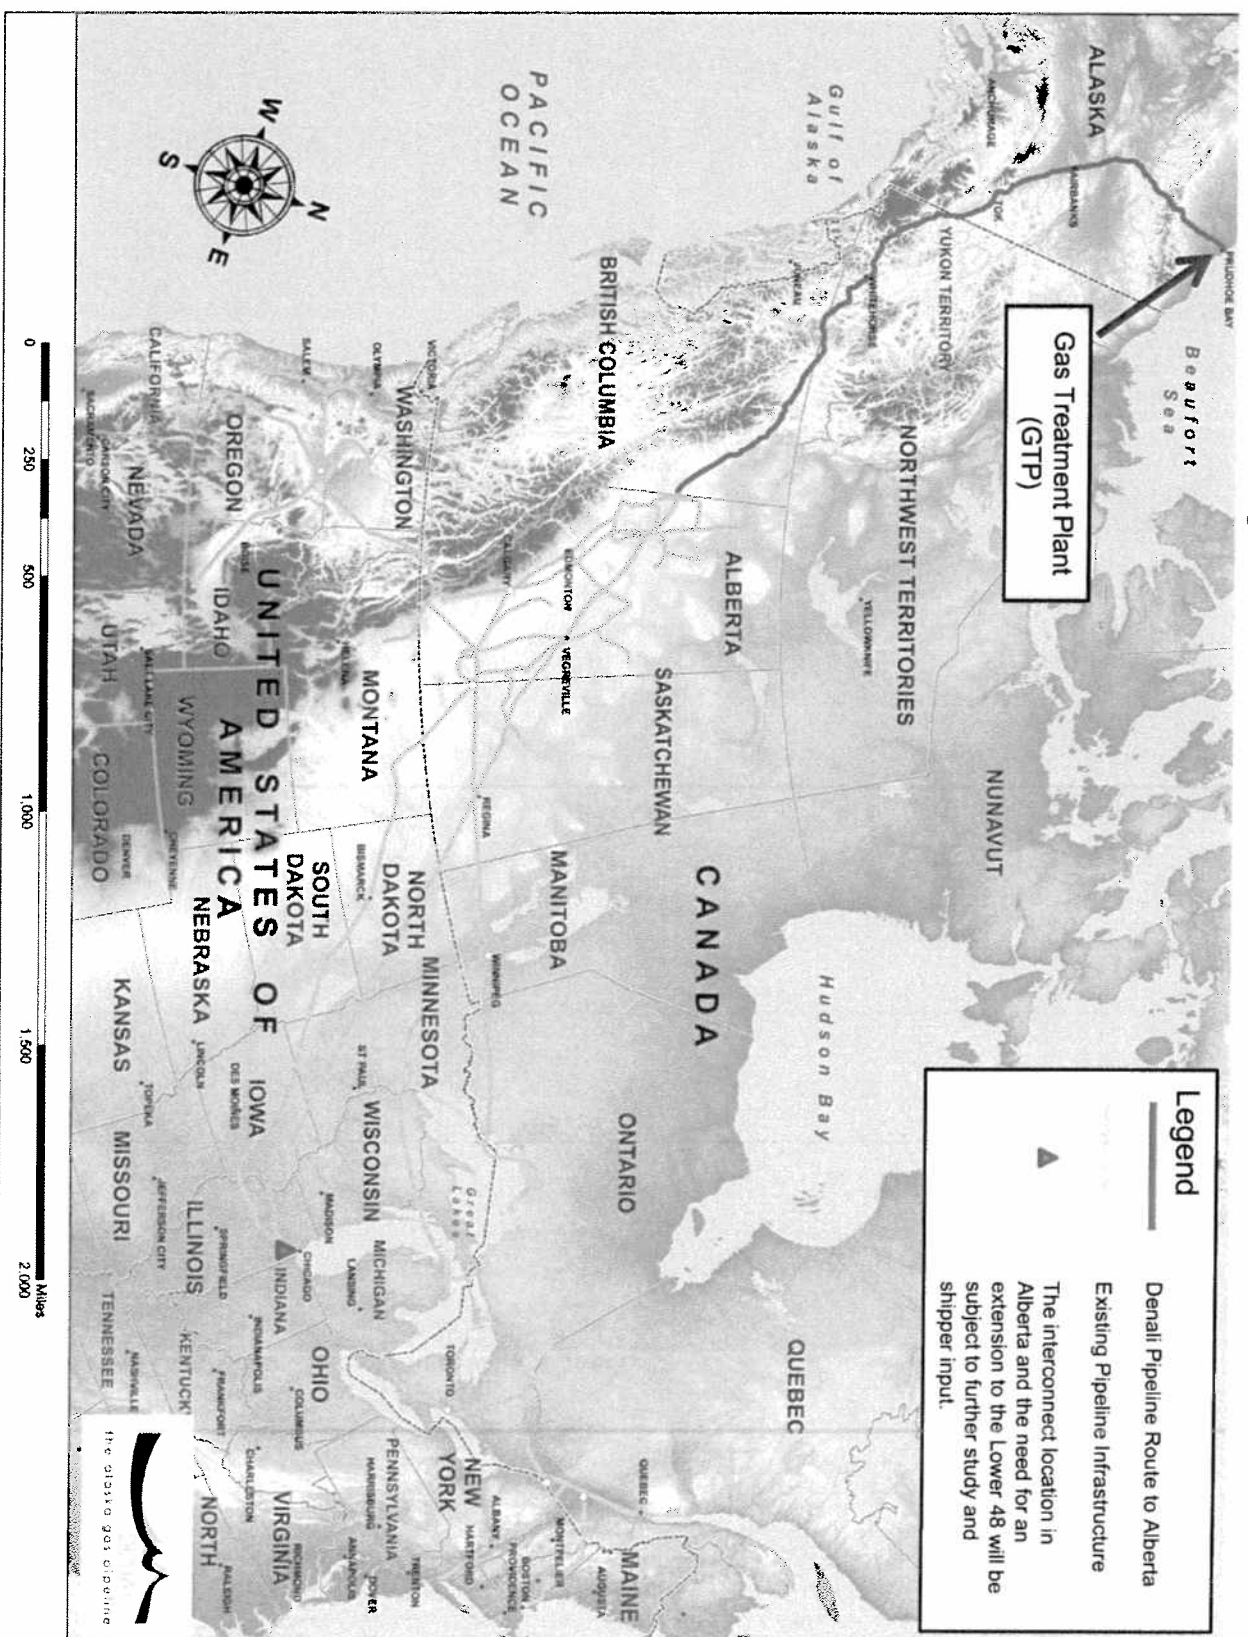 Legend
Denali Pipeline Route to Alberta
Existing Pipeline Infrastructure
The interconnect location in
Alberta and the need for an
extension to the Lower 48 will be
subject to further study and
shipper input.
Gas Treatment Plant
(GTP)
PRUDHOE BAY
Beaufort
Sea
ALASKA
FAIRBANKS
ANCHORAGE
TOK
YUKON TERRITORY
WHITEHORSE
JUNEAU
Gulf of
Alaska
PACIFIC
OCEAN
NORTHWEST TERRITORIES
YELLOWKNIFE
NUNAVUT
CANADA
Hudson Bay
BRITISH COLUMBIA
VICTORIA
ALBERTA
EDMONTON
VEGREVILLE
CALGARY
SASKATCHEWAN
REGINA
MANITOBA
WINNIPEG
ONTARIO
TORONTO
QUEBEC
QUEBEC
Great
Lakes
UNITED STATES OF
AMERICA
WASHINGTON
OLYMPIA
SALEM
OREGON
CALIFORNIA
SACRAMENTO
CARSON CITY
NEVADA
BOISE
IDAHO
UTAH
SALT LAKE CITY
HELENA
MONTANA
WYOMING
CHEYENNE
COLORADO
DENVER
NORTH
DAKOTA
BISMARCK
SOUTH
DAKOTA
NEBRASKA
LINCOLN
KANSAS
TOPEKA
MINNESOTA
ST PAUL
IOWA
DES MOINES
MISSOURI
JEFFERSON CITY
WISCONSIN
MADISON
ILLINOIS
SPRINGFIELD
CHICAGO
MICHIGAN
LANSING
INDIANA
INDIANAPOLIS
OHIO
COLUMBUS
KENTUCK
FRANKFORT
TENNESSEE
NASHVILLE
CHARLESTON
VIRGINIA
RICHMOND
NORTH
RALEIGH
PENNSYLVANIA
HARRISBURG
ANNAPOLIS
DOVER
TRENTON
NEW
YORK
ALBANY
HARTFORD
PROVIDENCE
BOSTON
MONTPELIER
AUGUSTA
MAINE
N
E
S
W
0 250 500 1,000 1,500 2,000
Miles
the alaska gas pipeline